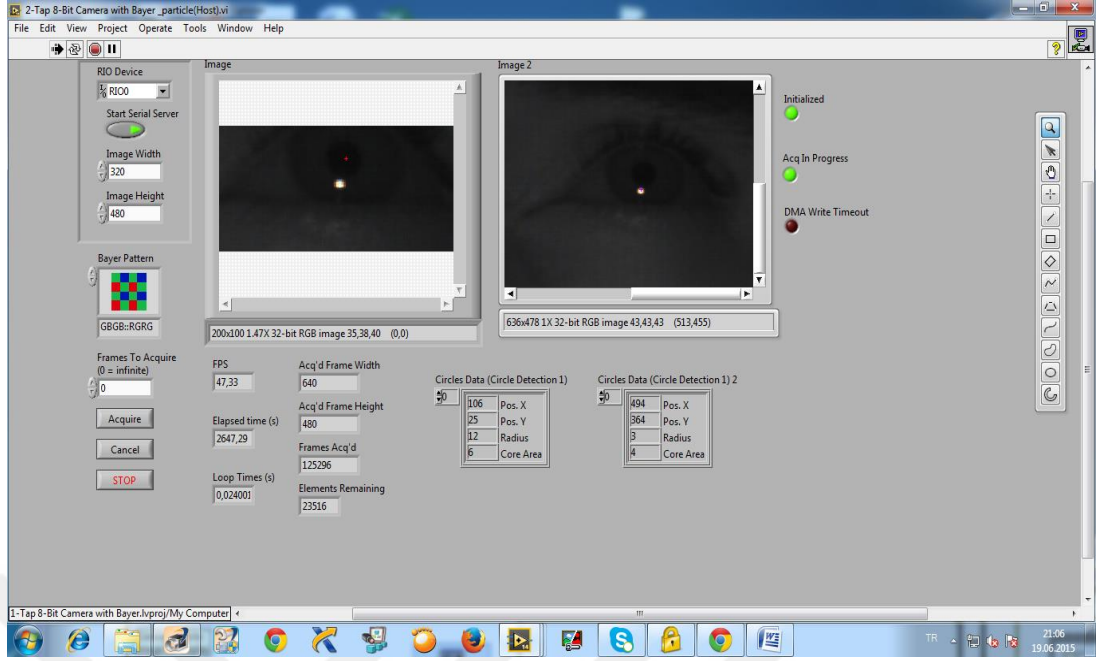 2-Tap 8-Bit Camera with Bayer _particle(Host).vi
File Edit View Project Operate Tools Window Help
RIO Device
RIO0
Start Serial Server
Image Width
320
Image Height
480
Bayer Pattern
GBGB::RGRG
Frames To Acquire
(0 = infinite)
0
Acquire
Cancel
STOP
Image
200x100 1.47X 32-bit RGB image 35,38,40 (0,0)
Image 2
636x478 1X 32-bit RGB image 43,43,43 (513,455)
Initialized
Acq In Progress
DMA Write Timeout
FPS
47,33
Elapsed time (s)
2647,29
Loop Times (s)
0,024001
Acq'd Frame Width
640
Acq'd Frame Height
480
Frames Acq'd
125296
Elements Remaining
23516
Circles Data (Circle Detection 1)
0
106 Pos. X
25 Pos. Y
12 Radius
6 Core Area
Circles Data (Circle Detection 1) 2
0
494 Pos. X
364 Pos. Y
3 Radius
4 Core Area
1-Tap 8-Bit Camera with Bayer.lvproj/My Computer
TR
21:06
19.06.2015